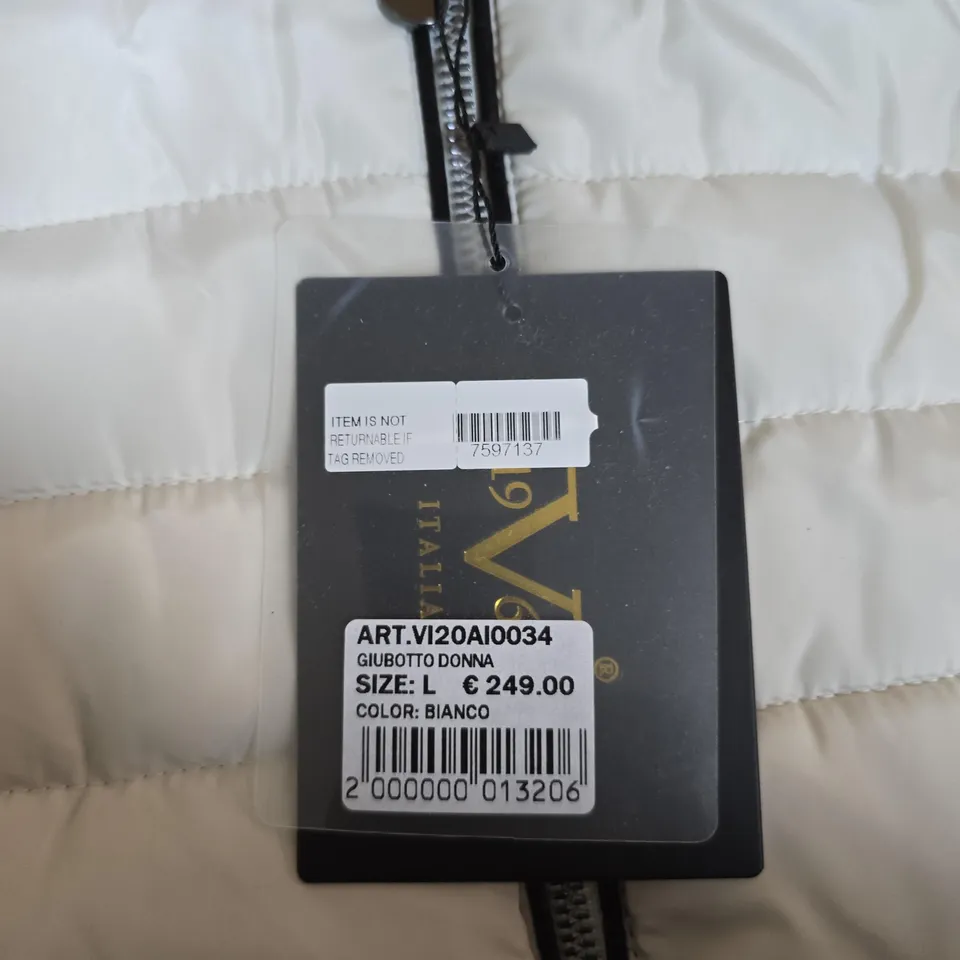 ITEM IS NOT
RETURNABLE IF
TAG REMOVED
7597137
19V6
®
ITALIA
ART.VI20AI0034
GIUBOTTO DONNA
SIZE: L € 249.00
COLOR: BIANCO
2 000000 013206